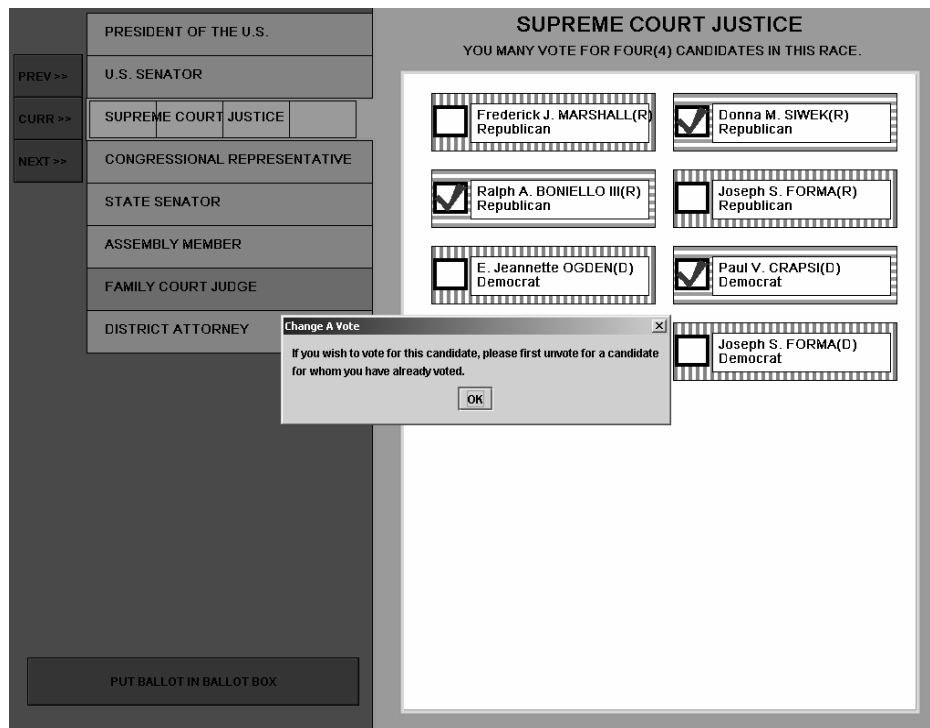 PRESIDENT OF THE U.S.
U.S. SENATOR
SUPREME COURT JUSTICE
CONGRESSIONAL REPRESENTATIVE
STATE SENATOR
ASSEMBLY MEMBER
FAMILY COURT JUDGE
DISTRICT ATTORNEY
PREV >>
CURR >>
NEXT >>
PUT BALLOT IN BALLOT BOX
SUPREME COURT JUSTICE
YOU MANY VOTE FOR FOUR(4) CANDIDATES IN THIS RACE.
Frederick J. MARSHALL(R)
Republican
Donna M. SIWEK(R)
Republican
Ralph A. BONIELLO III(R)
Republican
Joseph S. FORMA(R)
Republican
E. Jeannette OGDEN(D)
Democrat
Paul V. CRAPSI(D)
Democrat
Joseph S. FORMA(D)
Democrat
Change A Vote
If you wish to vote for this candidate, please first unvote for a candidate
for whom you have already voted.
OK